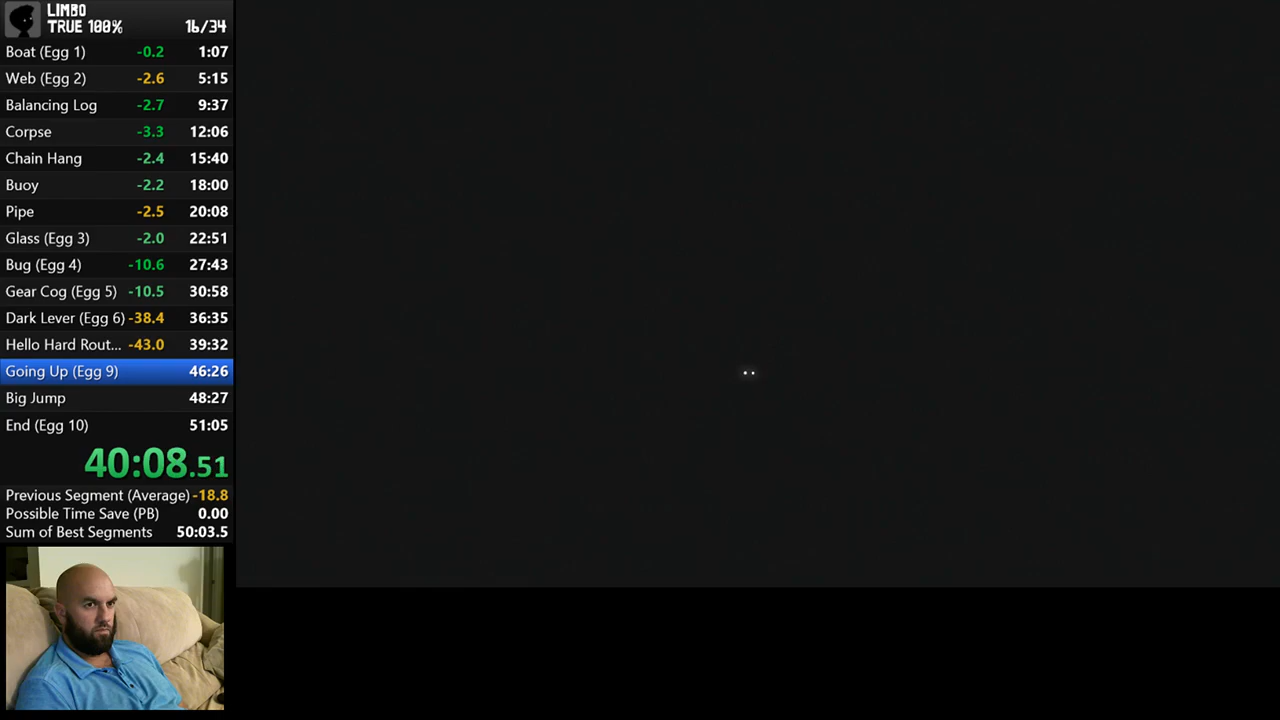 LIMBO
TRUE 100% 16/34
Boat (Egg 1) -0.2 1:07
Web (Egg 2) -2.6 5:15
Balancing Log -2.7 9:37
Corpse -3.3 12:06
Chain Hang -2.4 15:40
Buoy -2.2 18:00
Pipe -2.5 20:08
Glass (Egg 3) -2.0 22:51
Bug (Egg 4) -10.6 27:43
Gear Cog (Egg 5) -10.5 30:58
Dark Lever (Egg 6) -38.4 36:35
Hello Hard Rout... -43.0 39:32
Going Up (Egg 9) 46:26
Big Jump 48:27
End (Egg 10) 51:05
40:08.51
Previous Segment (Average) -18.8
Possible Time Save (PB) 0.00
Sum of Best Segments 50:03.5